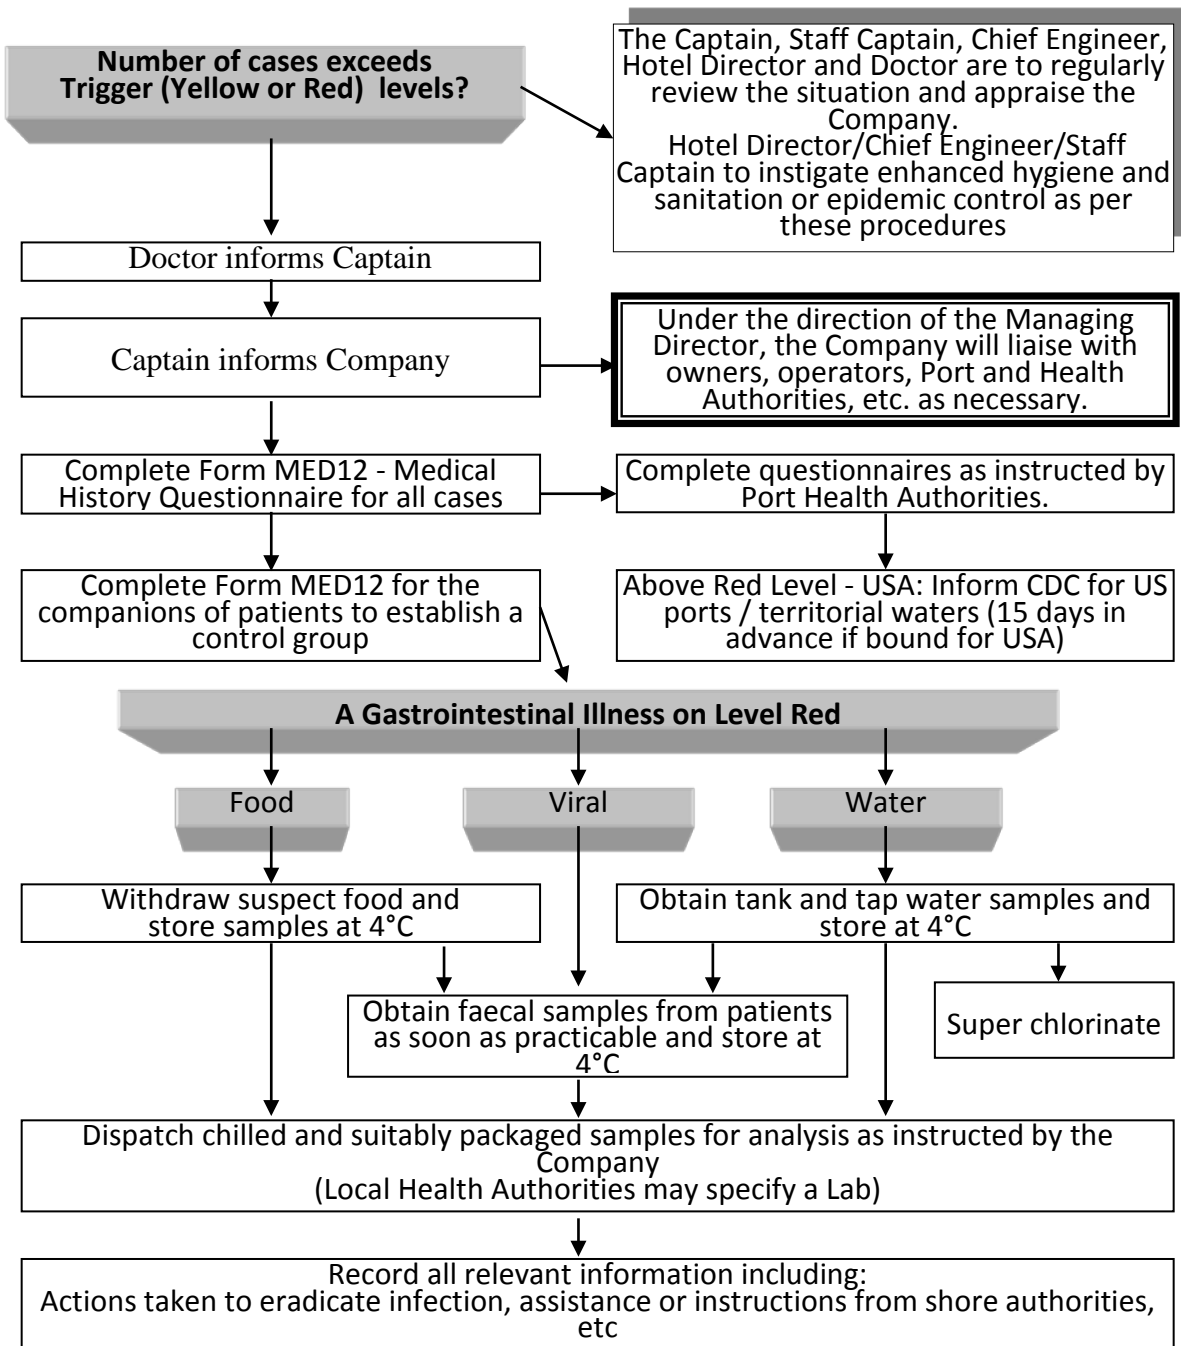 Number of cases exceeds
Trigger (Yellow or Red) levels?
The Captain, Staff Captain, Chief Engineer,
Hotel Director and Doctor are to regularly
review the situation and appraise the
Company.
Hotel Director/Chief Engineer/Staff
Captain to instigate enhanced hygiene and
sanitation or epidemic control as per
these procedures
Doctor informs Captain
Captain informs Company
Under the direction of the Managing
Director, the Company will liaise with
owners, operators, Port and Health
Authorities, etc. as necessary.
Complete Form MED12 - Medical
History Questionnaire for all cases
Complete questionnaires as instructed by
Port Health Authorities.
Complete Form MED12 for the
companions of patients to establish a
control group
Above Red Level - USA: Inform CDC for US
ports / territorial waters (15 days in
advance if bound for USA)
A Gastrointestinal Illness on Level Red
Food
Viral
Water
Withdraw suspect food and
store samples at 4°C
Obtain tank and tap water samples and
store at 4°C
Obtain faecal samples from patients
as soon as practicable and store at
4°C
Super chlorinate
Dispatch chilled and suitably packaged samples for analysis as instructed by the
Company
(Local Health Authorities may specify a Lab)
Record all relevant information including:
Actions taken to eradicate infection, assistance or instructions from shore authorities,
etc